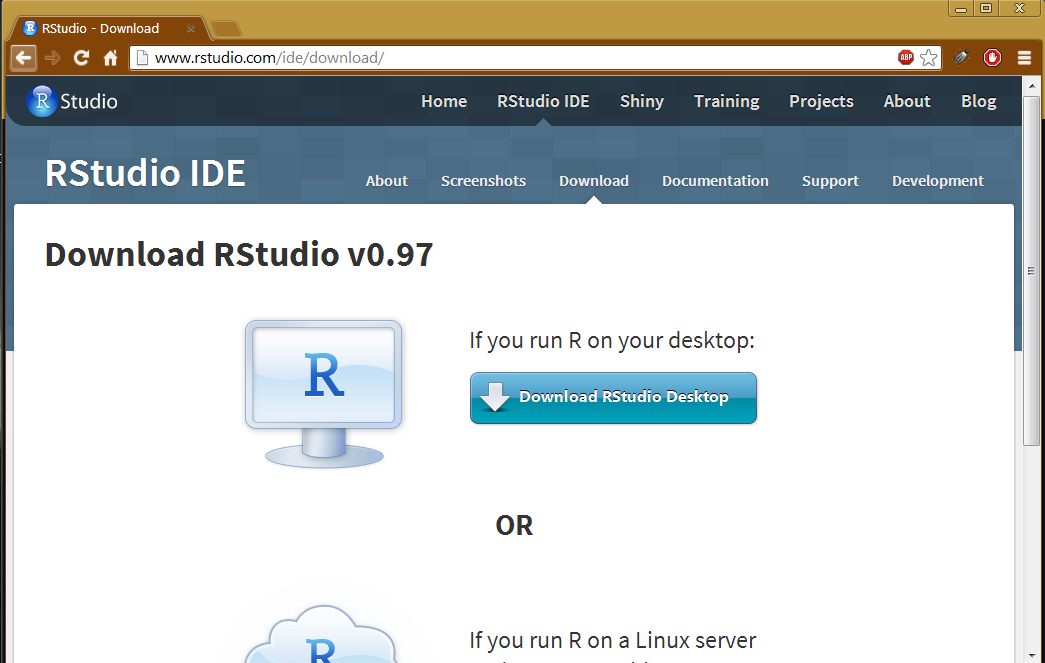 RStudio - Download
www.rstudio.com/ide/download/
ABP
R Studio
Home RStudio IDE Shiny Training Projects About Blog
RStudio IDE
About Screenshots Download Documentation Support Development
Download RStudio v0.97
R
If you run R on your desktop:
Download RStudio Desktop
OR
R
If you run R on a Linux server